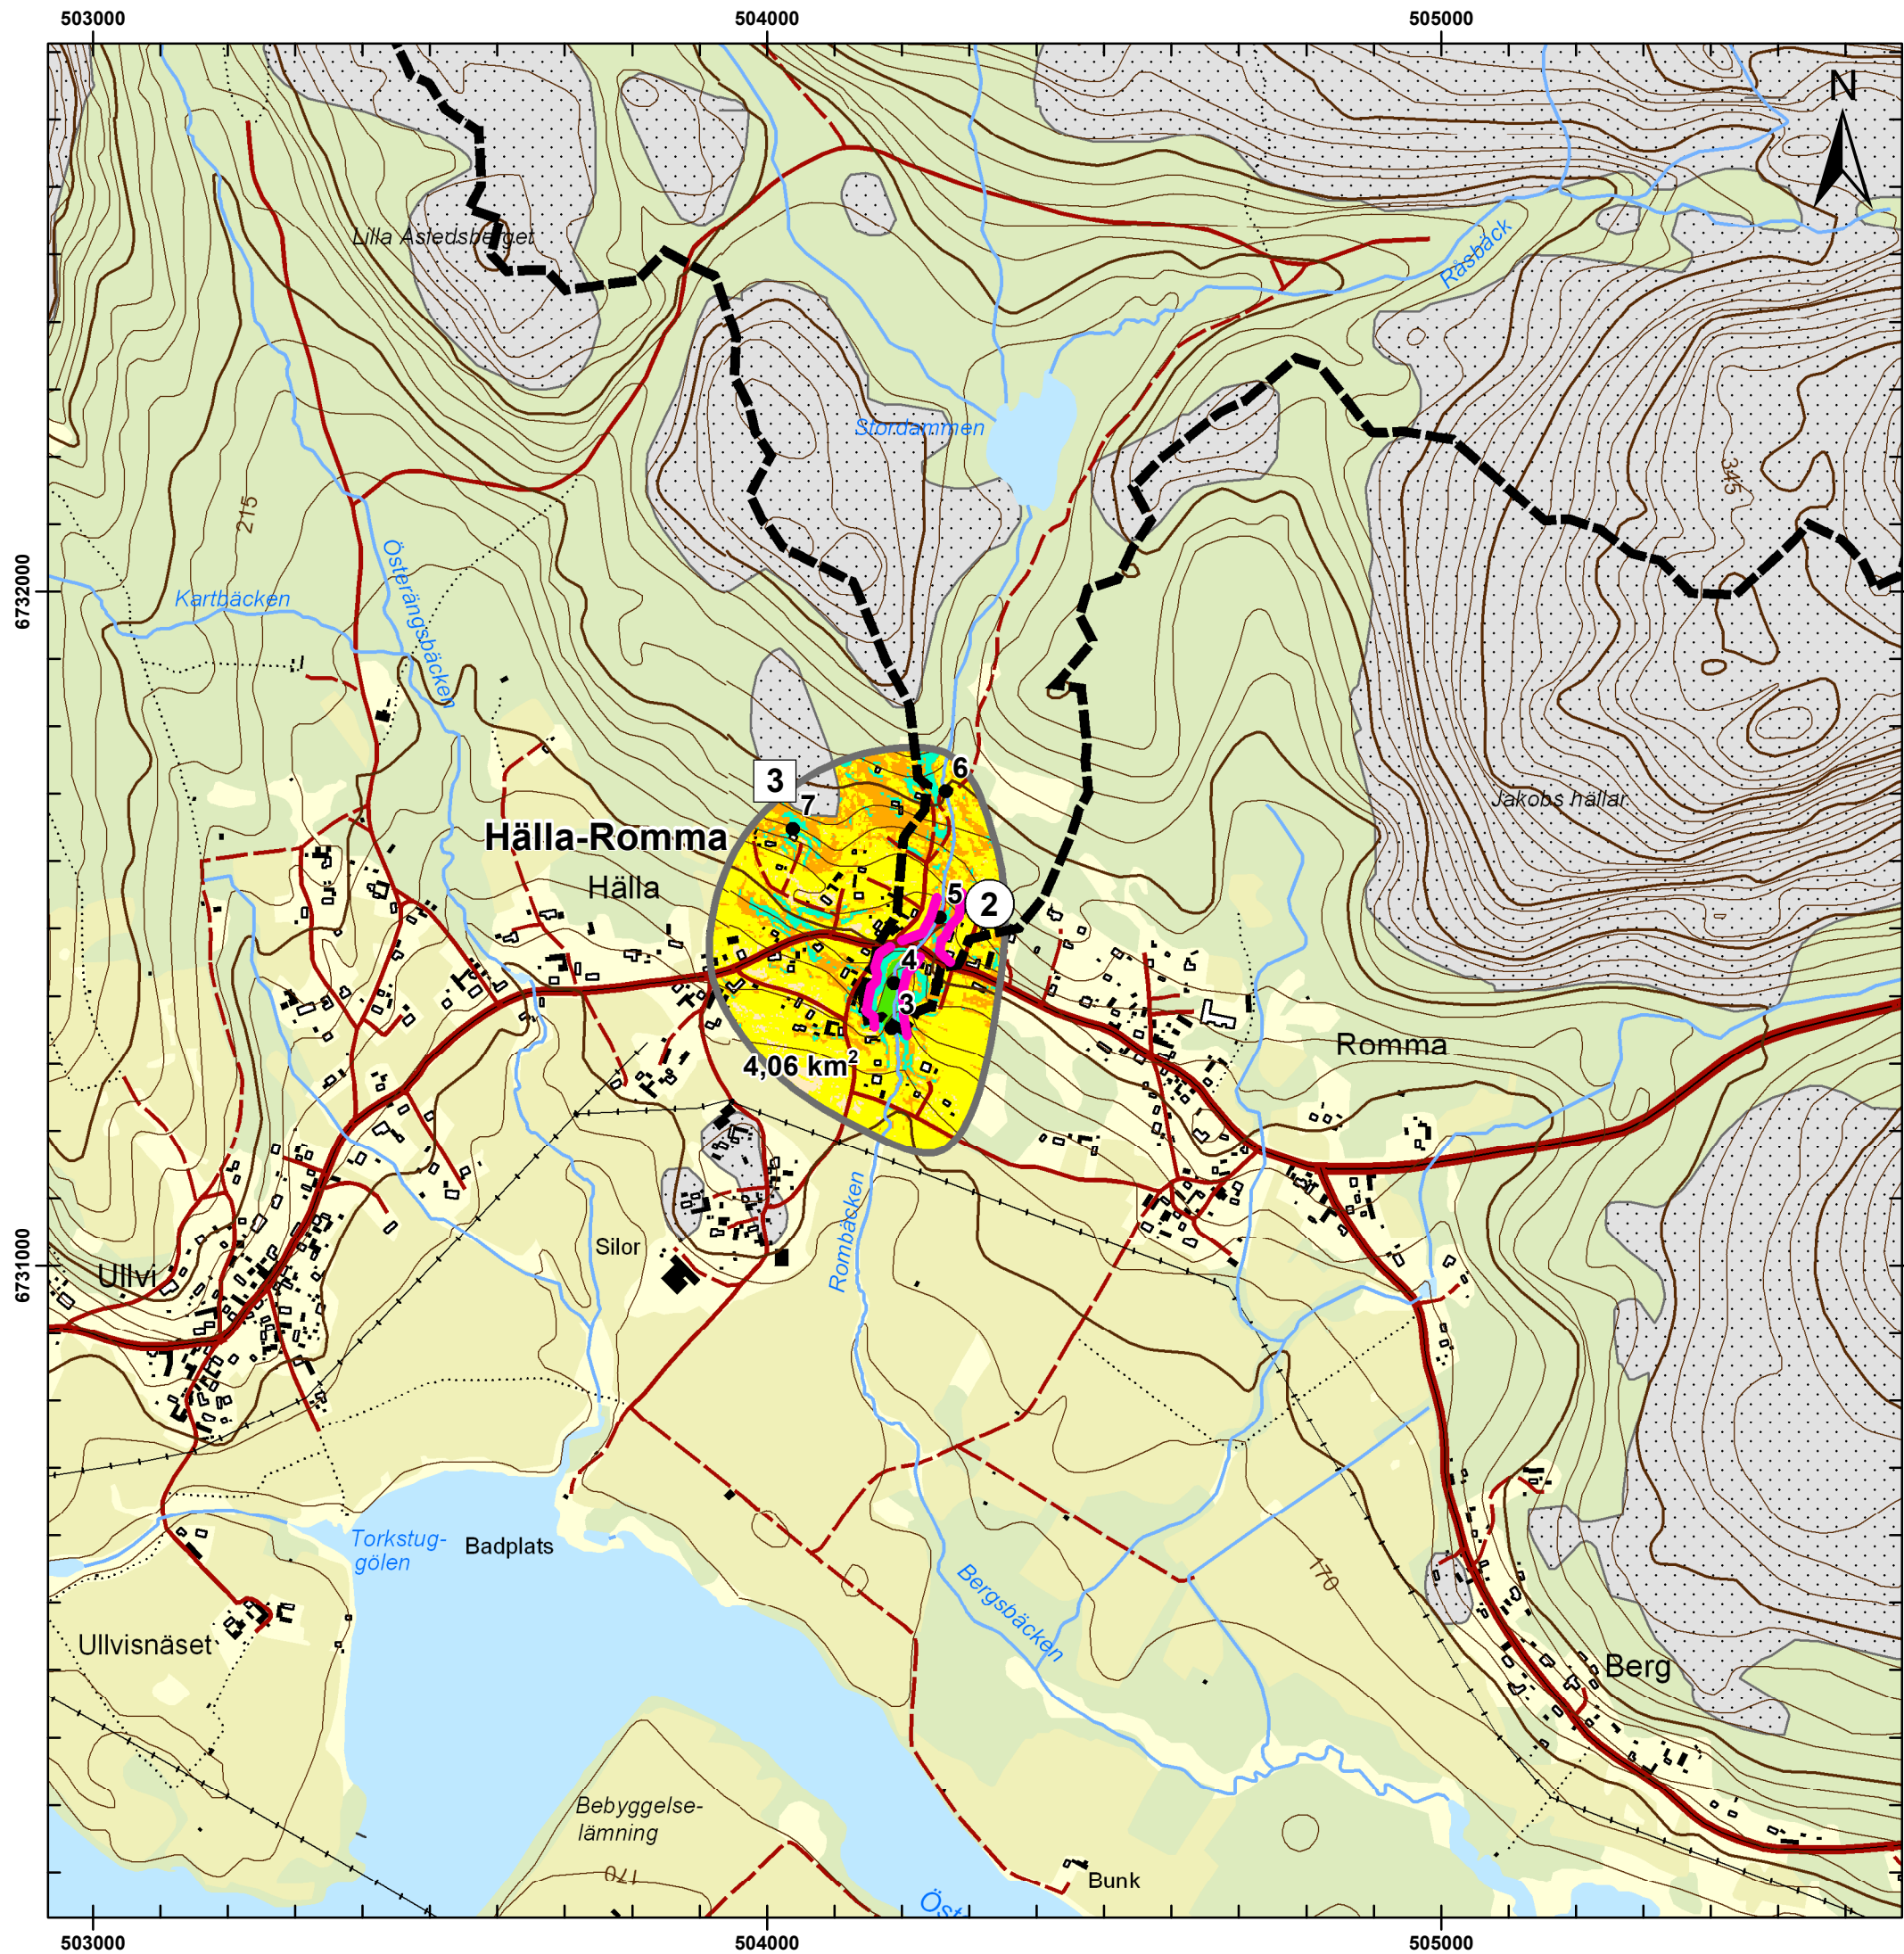 503000
504000
505000
N
Lilla Åsledsberget
Råsbäck
Stordammen
345
215
6732000
Österängsbäcken
Kartbäcken
6
3
7
Jakobs hällar
Hälla-Romma
Hälla
5
2
4
3
Romma
4,06 km²
Rombäcken
Silor
Ullvi
6731000
Torkstug-
gölen
Badplats
Bergsbäcken
170
Ullvisnäset
Berg
Bebyggelse-
lämning
170
Bunk
Öst
503000
504000
505000